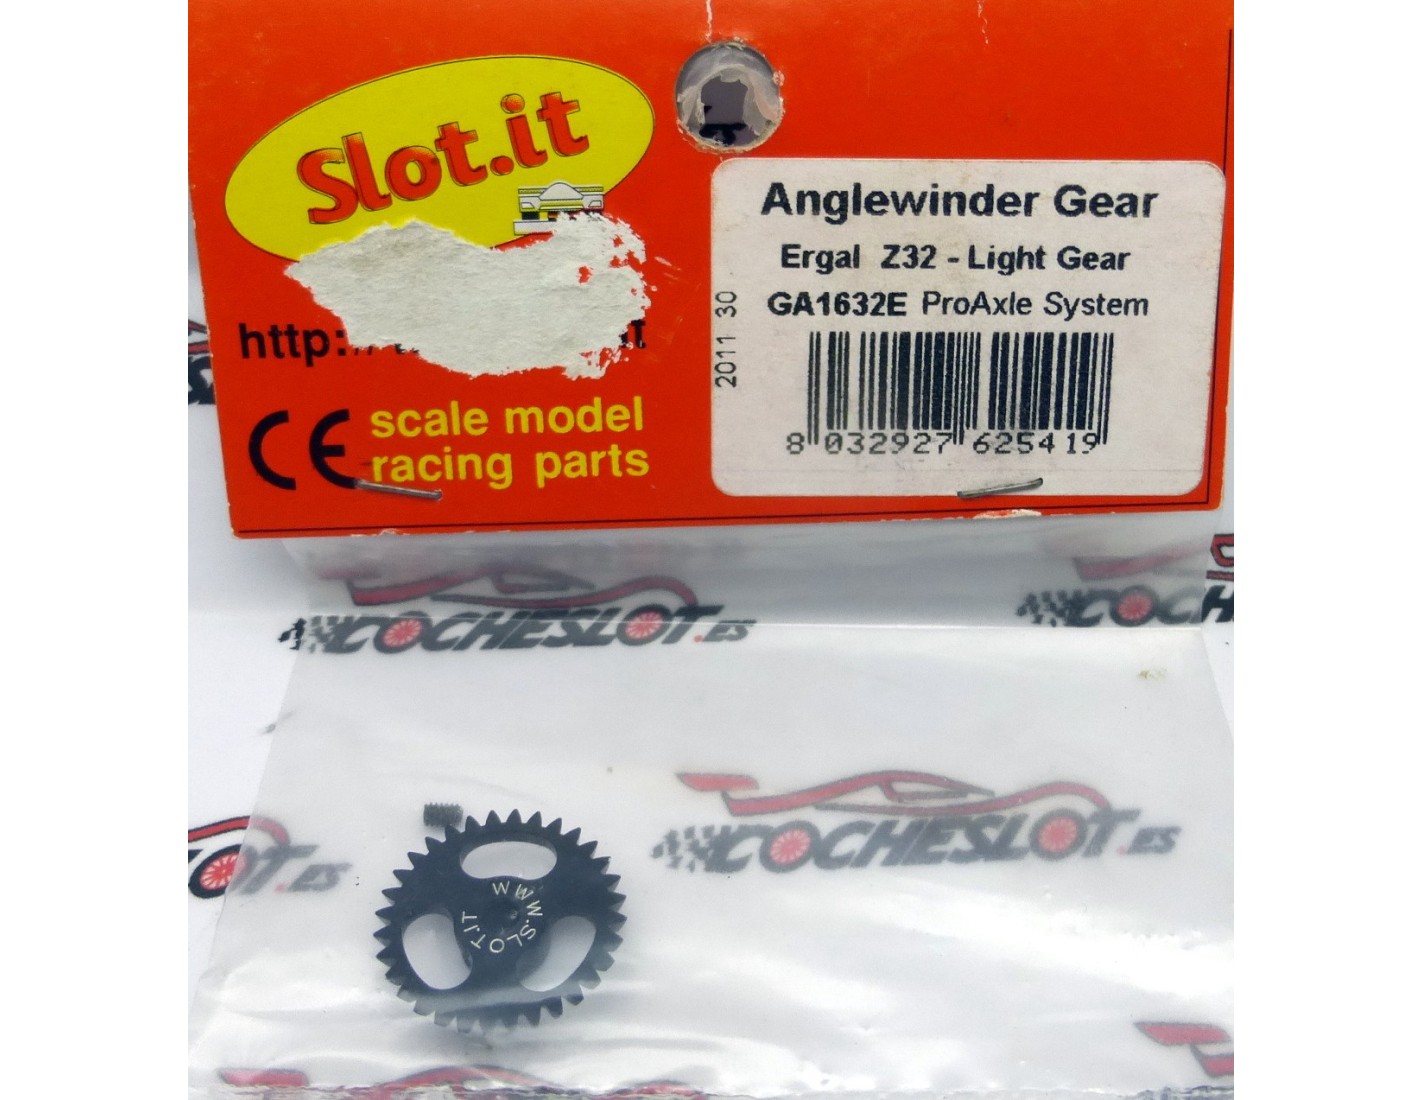 Slot.it
http://
scale model
racing parts
CE
Anglewinder Gear
Ergal Z32 - Light Gear
GA1632E ProAxle System
2011 30
8 032927 625419
COCHESLOT.ES
COCHESLOT.ES
WWW.SLOT.IT